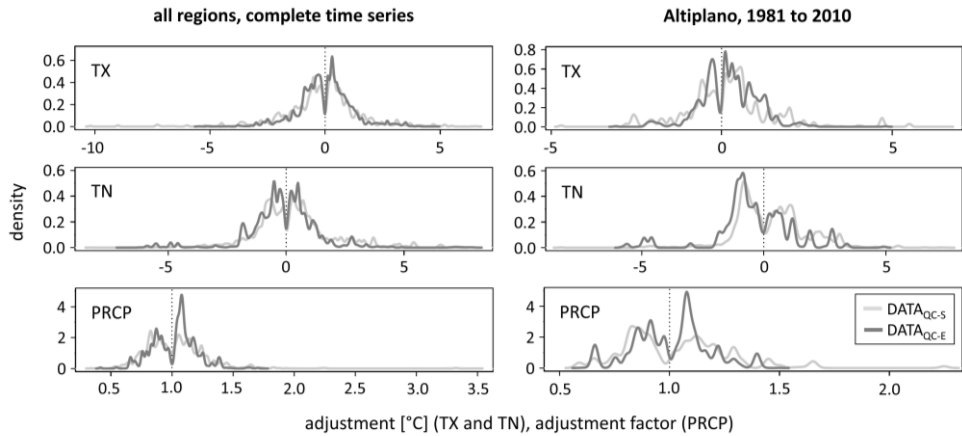 all regions, complete time series
Altiplano, 1981 to 2010
density
TX
0.6
0.4
0.2
0.0
-10 -5 0 5
TX
0.8
0.6
0.4
0.2
0.0
-5 0 5
TN
0.6
0.4
0.2
0.0
-5 0 5
TN
0.6
0.4
0.2
0.0
-5 0 5
PRCP
4
2
0
0.5 1.0 1.5 2.0 2.5 3.0 3.5
PRCP
4
2
0
0.5 1.0 2.0
DATA QC-S
DATA QC-E
adjustment [°C] (TX and TN), adjustment factor (PRCP)